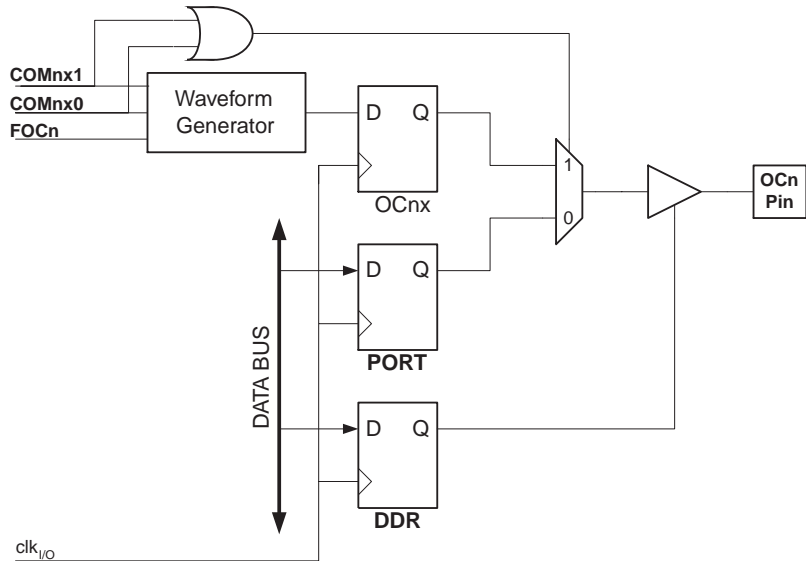 COMnx1
COMnx0
FOCn
Waveform
Generator
D Q
OCnx
1
0
OCn
Pin
D Q
PORT
DATA BUS
D Q
DDR
clkI/O